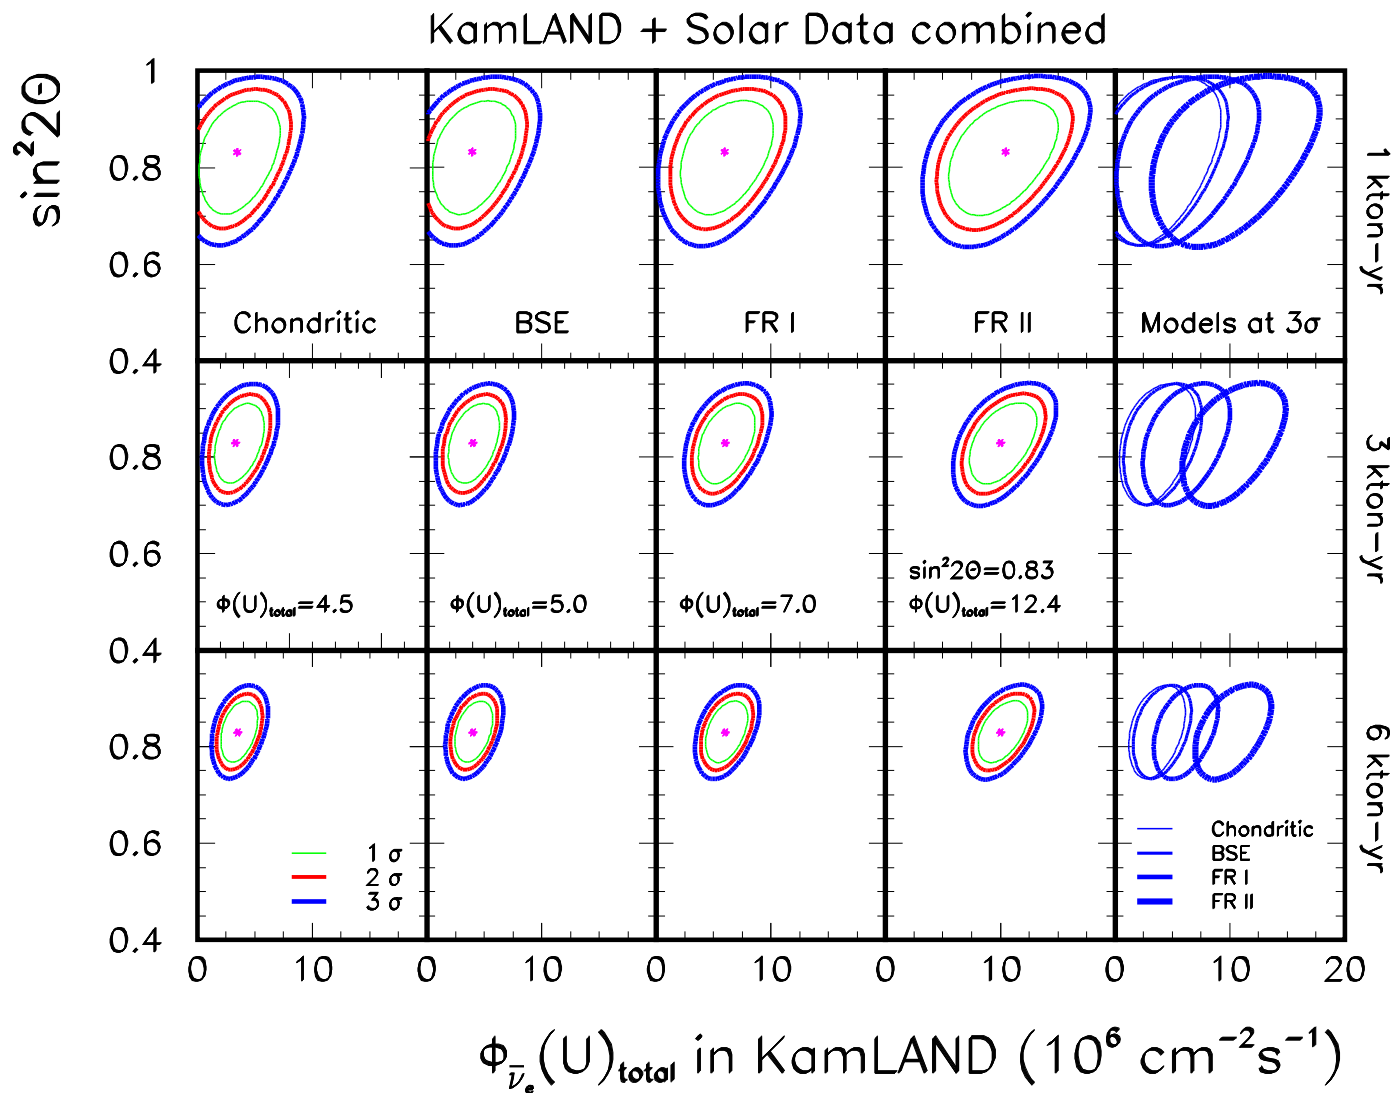 KamLAND + Solar Data combined
sin²2Θ
1
0.8
0.6
0.4
Chondritic
BSE
FR I
FR II
Models at 3σ
1 kton−yr
0.8
0.6
0.4
ϕ(U)total=4.5
ϕ(U)total=5.0
ϕ(U)total=7.0
sin²2Θ=0.83
ϕ(U)total=12.4
3 kton−yr
0.8
0.6
0.4
1 σ
2 σ
3 σ
Chondritic
BSE
FR I
FR II
6 kton−yr
0 10 0 10 0 10 0 10 0 10 20
ϕν̄e(U)total in KamLAND (10⁶ cm⁻²s⁻¹)